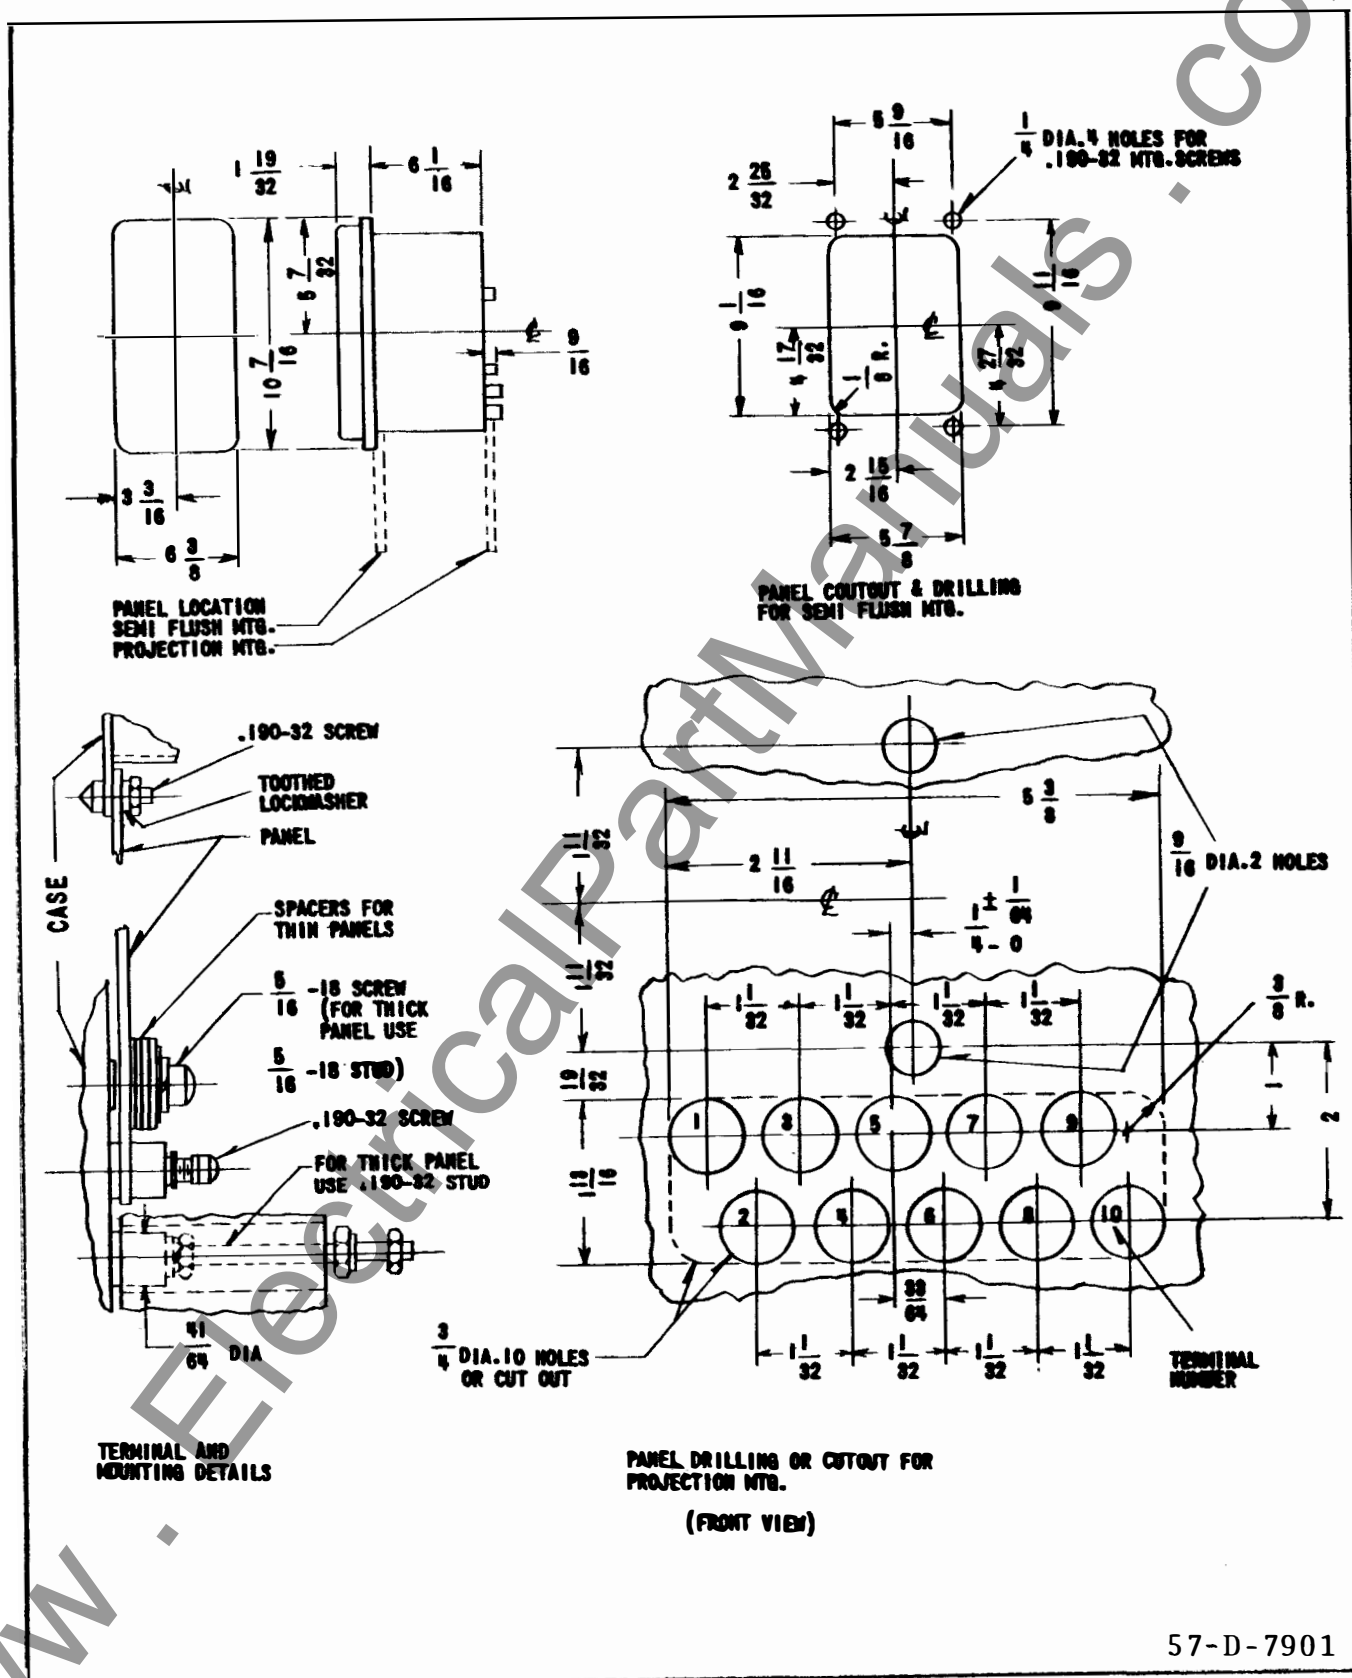 1 19/32
6 1/16
5 7/32
10 7/16
9/16
3 3/16
6 3/8
PANEL LOCATION
SEMI FLUSH MTG.
PROJECTION MTG.
5 9/16
1/4 DIA.4 HOLES FOR
.190-32 MTG.SCREWS
2 25/32
9 1/16
9 11/16
4 17/32
1/8 R.
4 27/32
2 15/16
5 7/8
PANEL COUTOUT & DRILLING
FOR SEMI FLUSH MTG.
.190-32 SCREW
TOOTHED
LOCKWASHER
PANEL
CASE
SPACERS FOR
THIN PANELS
5/16 -18 SCREW
(FOR THICK
PANEL USE
5/16 -18 STUD)
.190-32 SCREW
FOR THICK PANEL
USE .190-32 STUD
41/64 DIA
TERMINAL AND
MOUNTING DETAILS
5 3/8
2 11/16
9/16 DIA.2 HOLES
1/4 + 1/64 - 0
3/8 R.
1 1/32
1 1/32
1 1/32
1 1/32
19/32
1
2
1 3 5 7 9
2 4 6 8 10
1 13/16
33/64
3/4 DIA.10 HOLES
OR CUT OUT
1 1/32
1 1/32
1 1/32
1 1/32
TERMINAL
NUMBER
PANEL DRILLING OR CUTOUT FOR
PROJECTION MTG.
(FRONT VIEW)
57-D-7901
www.ElectricalPartManuals.co